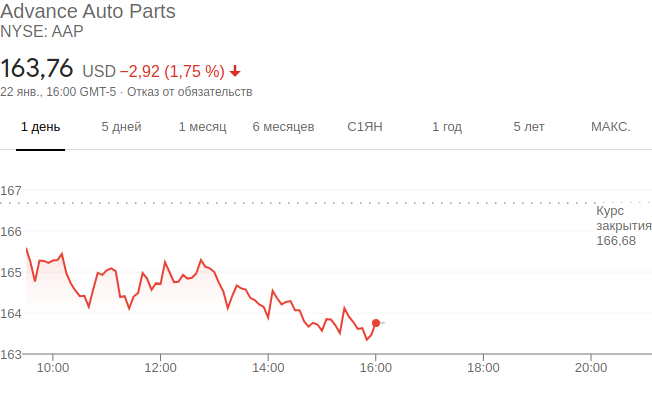 Advance Auto Parts
NYSE: AAP
163,76 USD −2,92 (1,75 %)
22 янв., 16:00 GMT-5 · Отказ от обязательств
1 день 5 дней 1 месяц 6 месяцев С1ЯН 1 год 5 лет МАКС.
167
Курс
закрытия
166,68
166
165
164
163
10:00 12:00 14:00 16:00 18:00 20:00